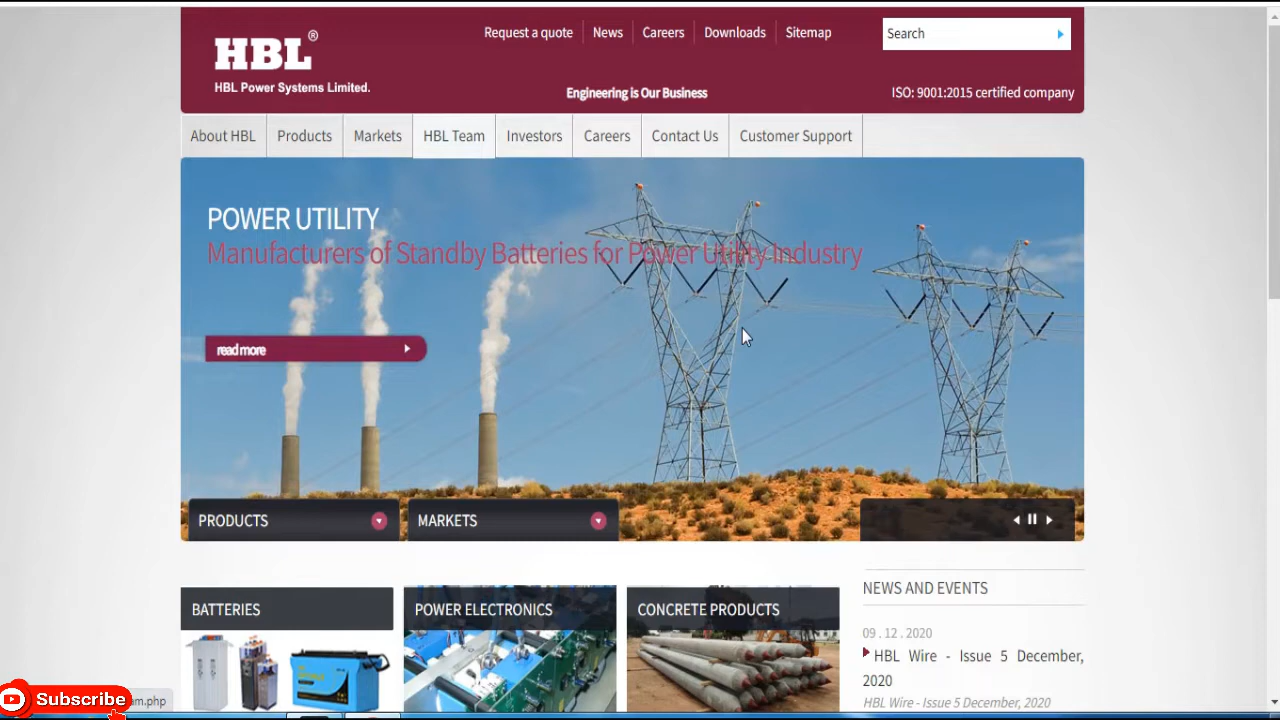 Request a quote News Careers Downloads Sitemap
Search
HBL®
HBL Power Systems Limited.
Engineering is Our Business
ISO: 9001:2015 certified company
About HBL Products Markets HBL Team Investors Careers Contact Us Customer Support
POWER UTILITY
Manufacturers of Standby Batteries for Power Utility Industry
read more
PRODUCTS
MARKETS
BATTERIES
POWER ELECTRONICS
CONCRETE PRODUCTS
NEWS AND EVENTS
09 . 12 . 2020
HBL Wire - Issue 5 December,
2020
HBL Wire - Issue 5 December, 2020
Subscribe
am.php